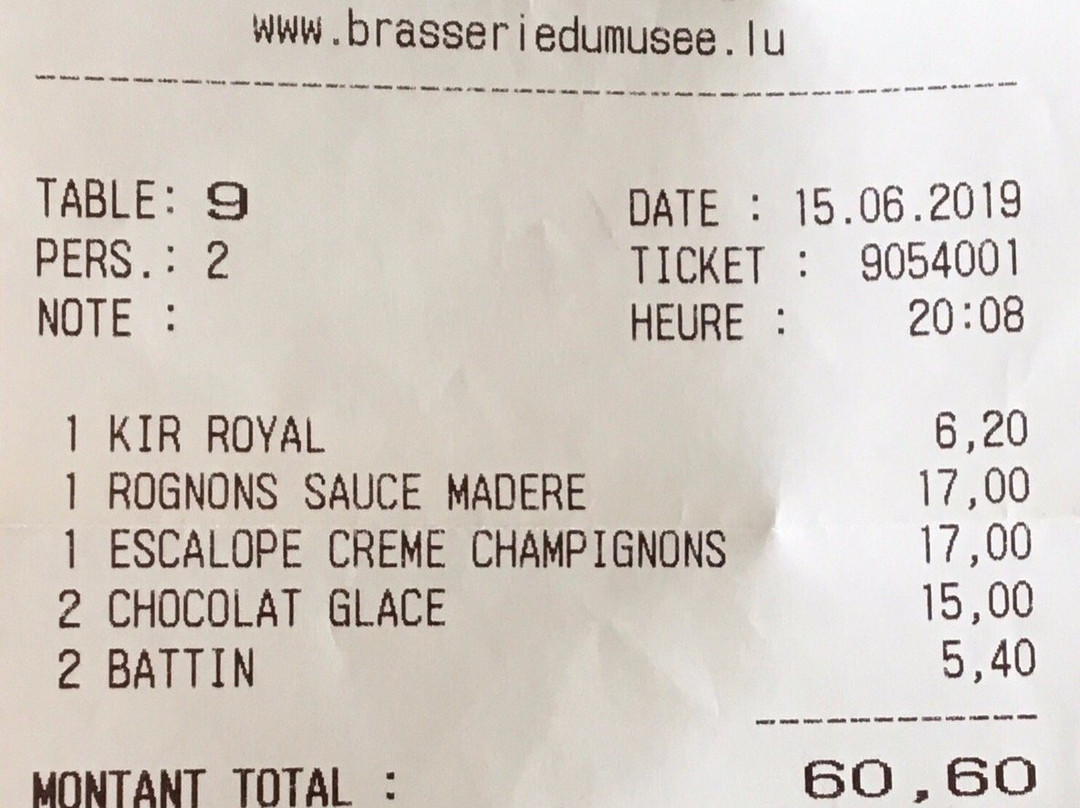 www.brasseriedumusee.lu
TABLE: 9 DATE : 15.06.2019
PERS.: 2 TICKET : 9054001
NOTE : HEURE : 20:08
1 KIR ROYAL 6,20
1 ROGNONS SAUCE MADERE 17,00
1 ESCALOPE CREME CHAMPIGNONS 17,00
2 CHOCOLAT GLACE 15,00
2 BATTIN 5,40
MONTANT TOTAL : 60,60